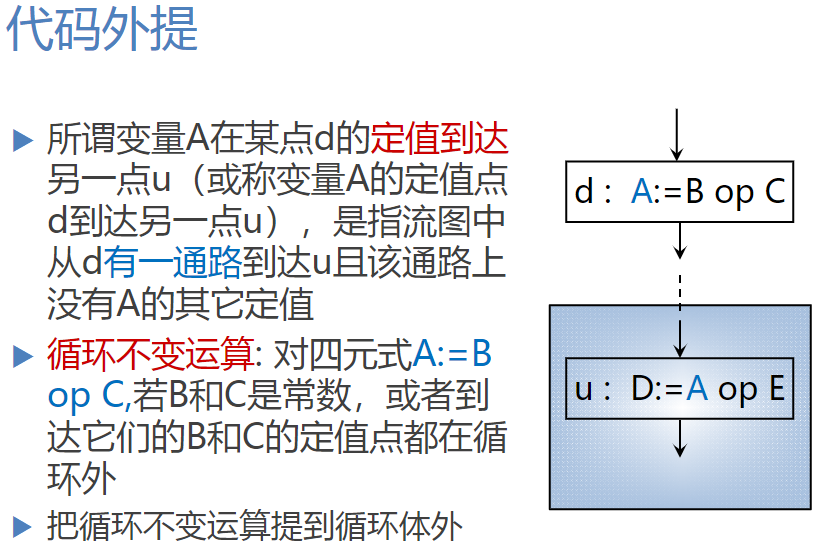 代码外提
所谓变量A在某点d的定值到达
另一点u（或称变量A的定值点
d到达另一点u），是指流图中
从d有一通路到达u且该通路上
没有A的其它定值
循环不变运算: 对四元式A:=B
op C,若B和C是常数，或者到
达它们的B和C的定值点都在循
环外
把循环不变运算提到循环体外
d : A:=B op C
u : D:=A op E